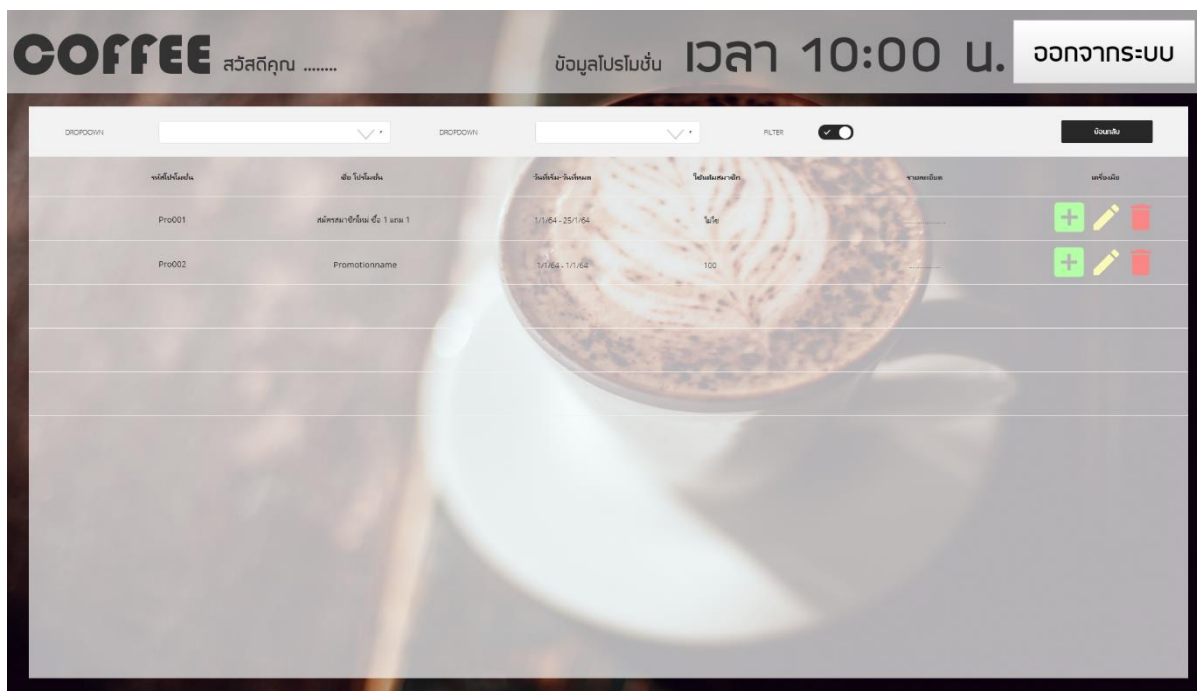 COFFEE สวัสดีคุณ ........ ข้อมูลโปรโมชั่น เวลา 10:00 น. ออกจากระบบ
DROPDOWN DROPDOWN FILTER ย้อนกลับ
รหัสโปรโมชั่น ชื่อ โปรโมชั่น วันที่เริ่ม-วันที่หมด ใช้แต้มสมาชิก รายละเอียด เครื่องมือ
Pro001 สมัครสมาชิกใหม่ ซื้อ 1 แถม 1 1/1/64 - 25/1/64 ไม่ใช่ ..................
Pro002 Promotionname 1/1/64 - 1/1/64 100 ..................